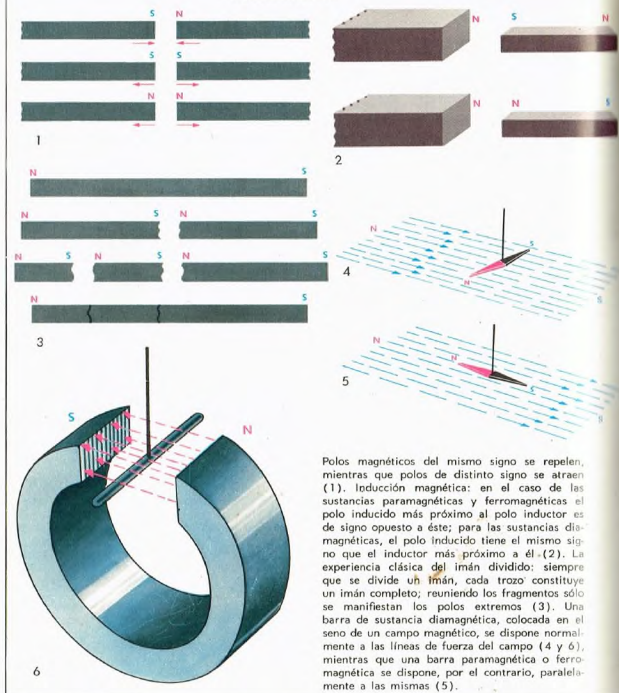 S N
S N
S S
N N
1
N S
N S
N N
N S
2
N S
N S N S
N S N S N S
N S
3
N
S
N
S
4
N
N
S
S
5
S N
6
Polos magnéticos del mismo signo se repelen,
mientras que polos de distinto signo se atraen
(1). Inducción magnética: en el caso de las
sustancias paramagnéticas y ferromagnéticas el
polo inducido más próximo al polo inductor es
de signo opuesto a éste; para las sustancias dia-
magnéticas, el polo inducido tiene el mismo sig-
no que el inductor más próximo a él (2). La
experiencia clásica del imán dividido: siempre
que se divide un imán, cada trozo constituye
un imán completo; reuniendo los fragmentos sólo
se manifiestan los polos extremos (3). Una
barra de sustancia diamagnética, colocada en el
seno de un campo magnético, se dispone normal-
mente a las líneas de fuerza del campo (4 y 6),
mientras que una barra paramagnética o ferro-
magnética se dispone, por el contrario, paralela-
mente a las mismas (5).